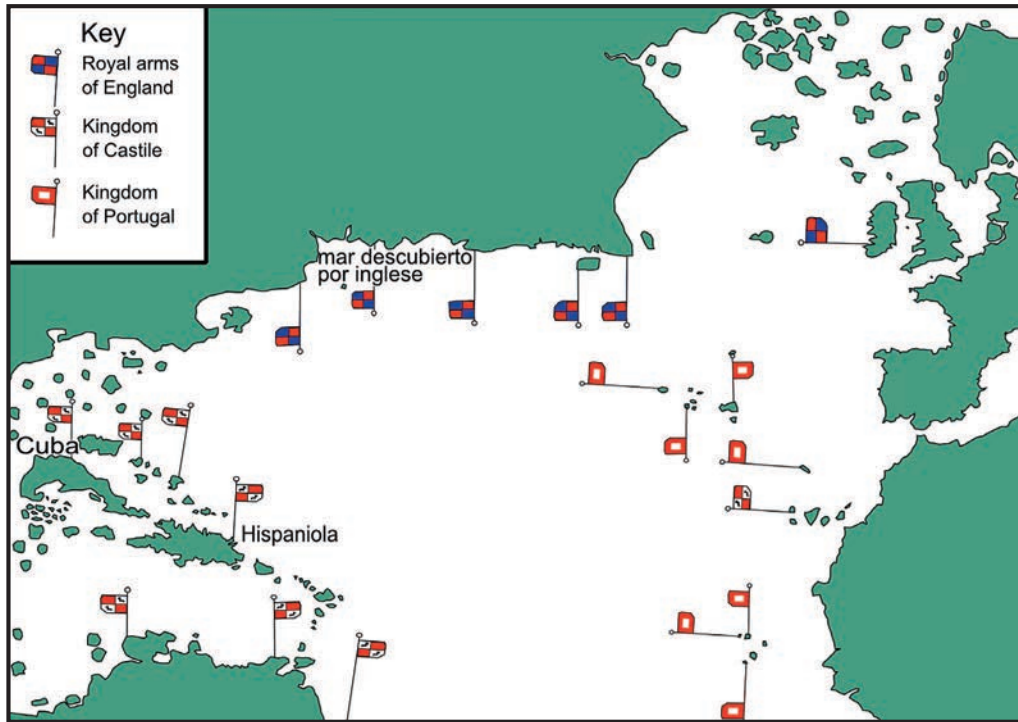 Key
Royal arms
of England
Kingdom
of Castile
Kingdom
of Portugal
mar descubierto
por inglese
Cuba
Hispaniola